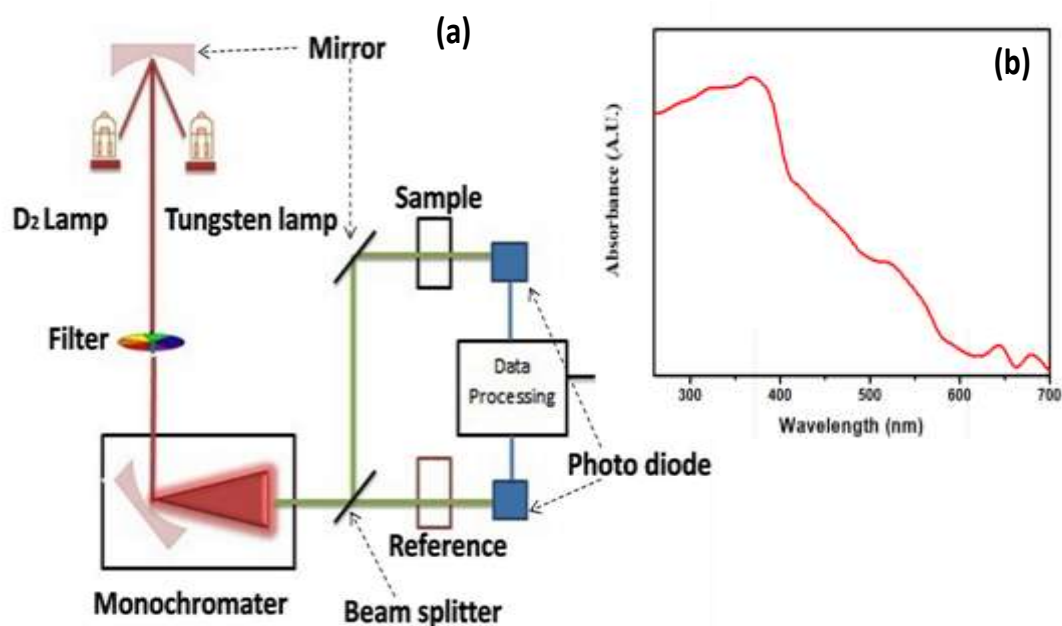 (a)
Mirror
D2 Lamp
Tungsten lamp
Sample
Filter
Data
Processing
Photo diode
Reference
Monochromater
Beam splitter
(b)
Absorbance (A.U.)
300 400 500 600 700
Wavelength (nm)